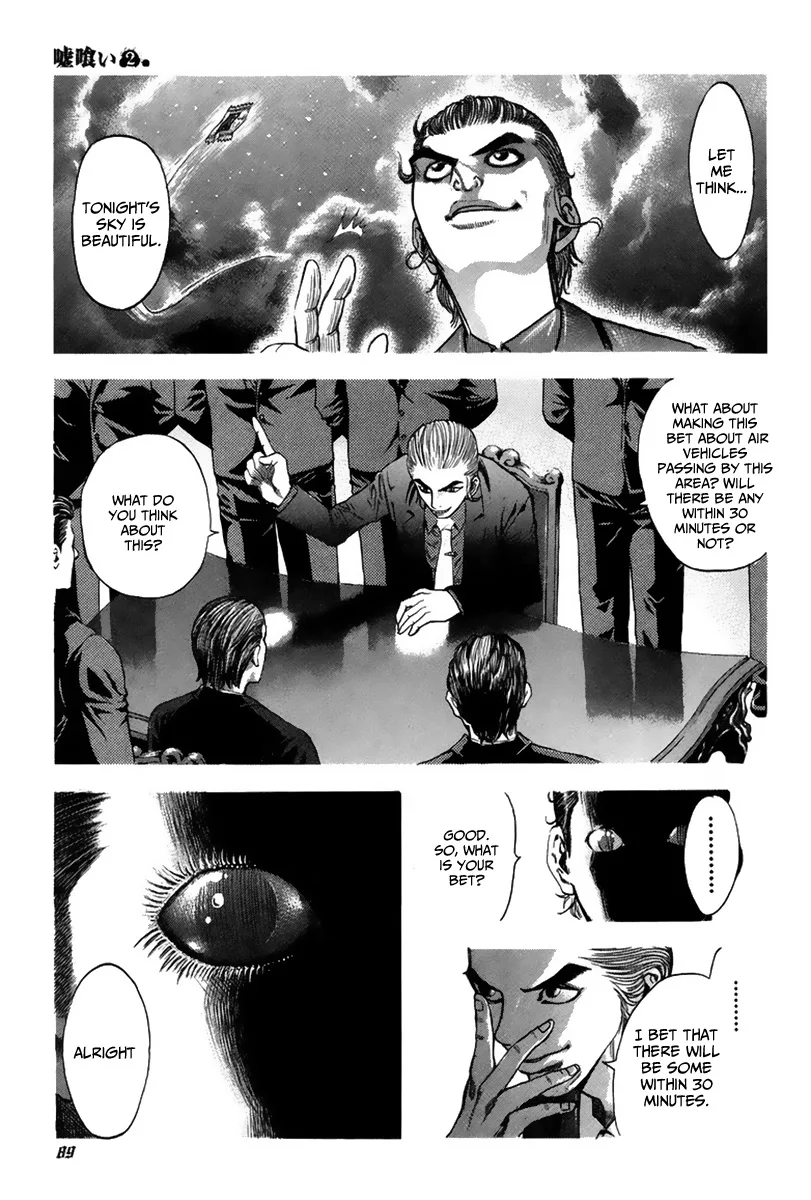 嘘喰い 2.
LET
ME
THINK...
TONIGHT'S
SKY IS
BEAUTIFUL.
WHAT ABOUT
MAKING THIS
BET ABOUT AIR
VEHICLES
PASSING BY THIS
AREA? WILL
THERE BE ANY
WITHIN 30
MINUTES OR
NOT?
WHAT DO
YOU THINK
ABOUT
THIS?
.........
GOOD.
SO, WHAT
IS YOUR
BET?
.........
I BET THAT
THERE WILL
BE SOME
WITHIN 30
MINUTES.
ALRIGHT
89